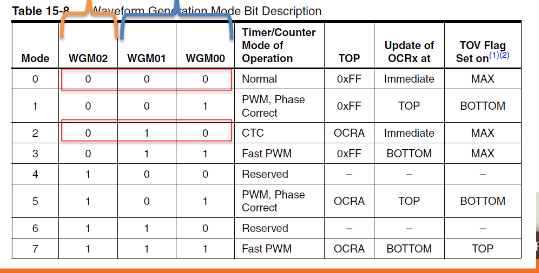 Table 15-8. Waveform Generation Mode Bit Description
Mode WGM02 WGM01 WGM00 Timer/Counter Mode of Operation TOP Update of OCRx at TOV Flag Set on(1)(2)
0 0 0 0 Normal 0xFF Immediate MAX
1 0 0 1 PWM, Phase Correct 0xFF TOP BOTTOM
2 0 1 0 CTC OCRA Immediate MAX
3 0 1 1 Fast PWM 0xFF BOTTOM MAX
4 1 0 0 Reserved – – –
5 1 0 1 PWM, Phase Correct OCRA TOP BOTTOM
6 1 1 0 Reserved – – –
7 1 1 1 Fast PWM OCRA BOTTOM TOP